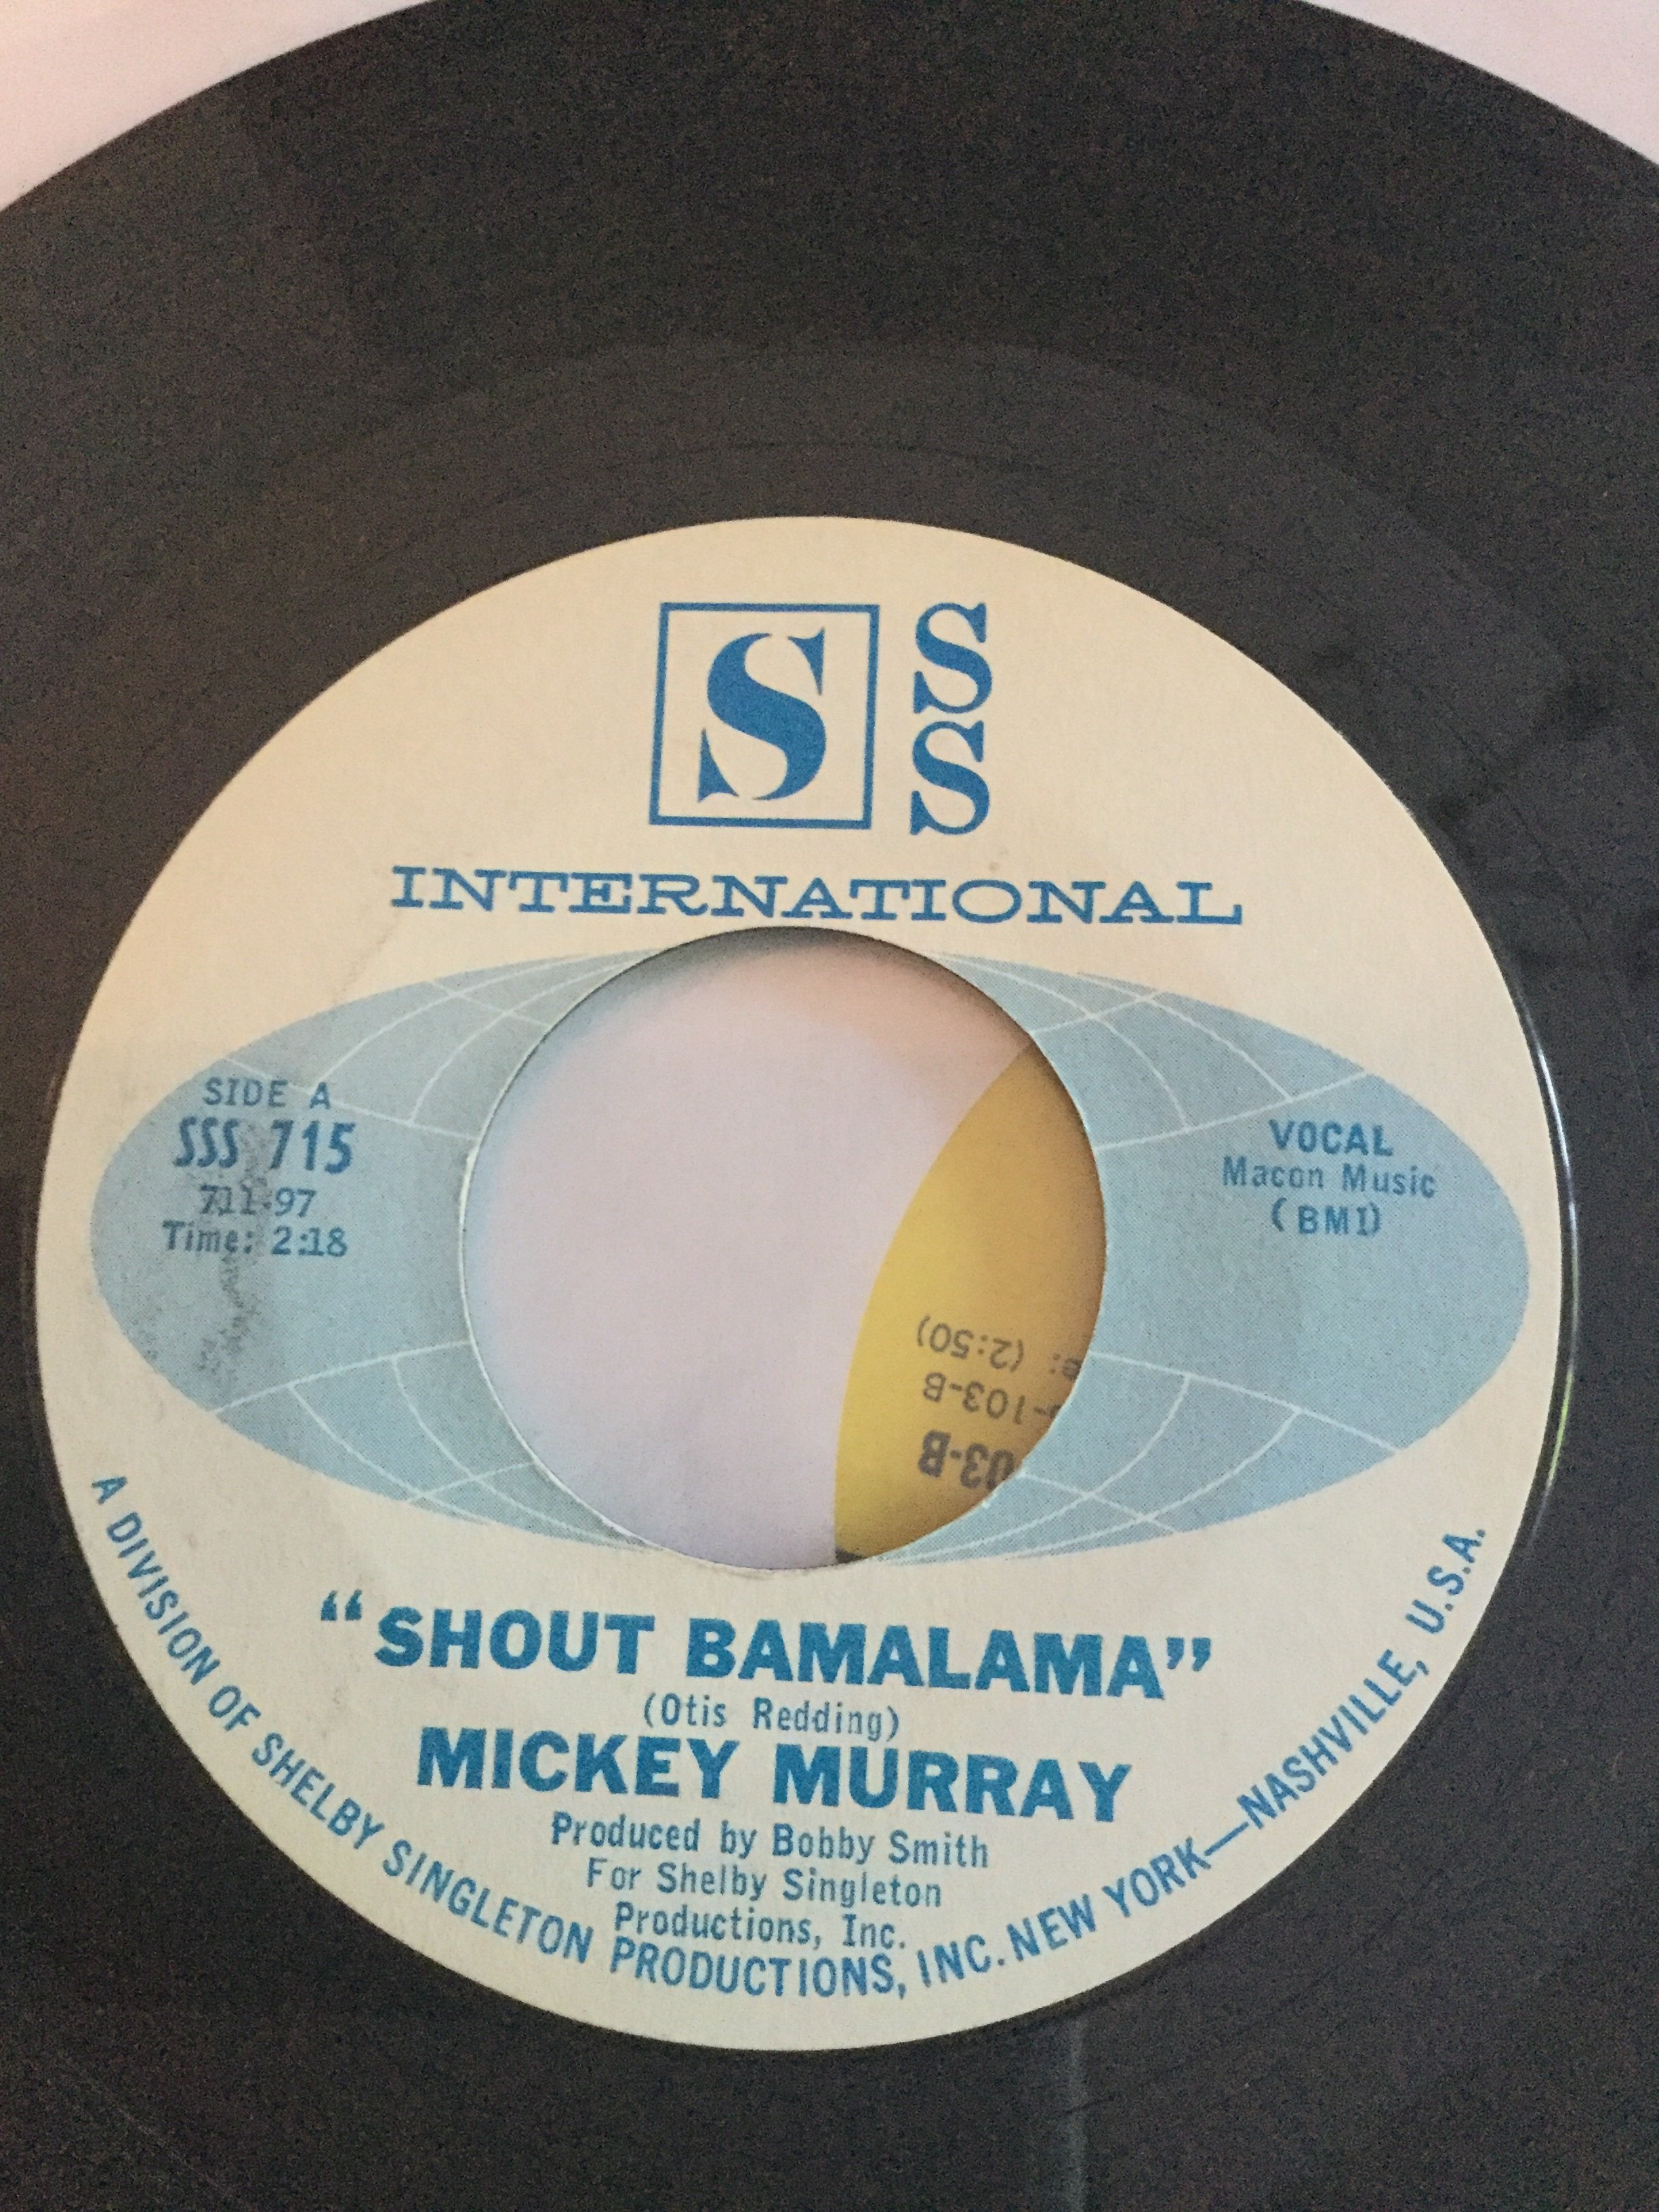 S S
S
INTERNATIONAL
SIDE A
SSS 715
711-97
Time: 2:18
VOCAL
Macon Music
(BMI)
(2:50)
103-B
03-B
“SHOUT BAMALAMA”
(Otis Redding)
MICKEY MURRAY
Produced by Bobby Smith
For Shelby Singleton
Productions, Inc.
A DIVISION OF SHELBY SINGLETON PRODUCTIONS, INC. NEW YORK—NASHVILLE, U.S.A.